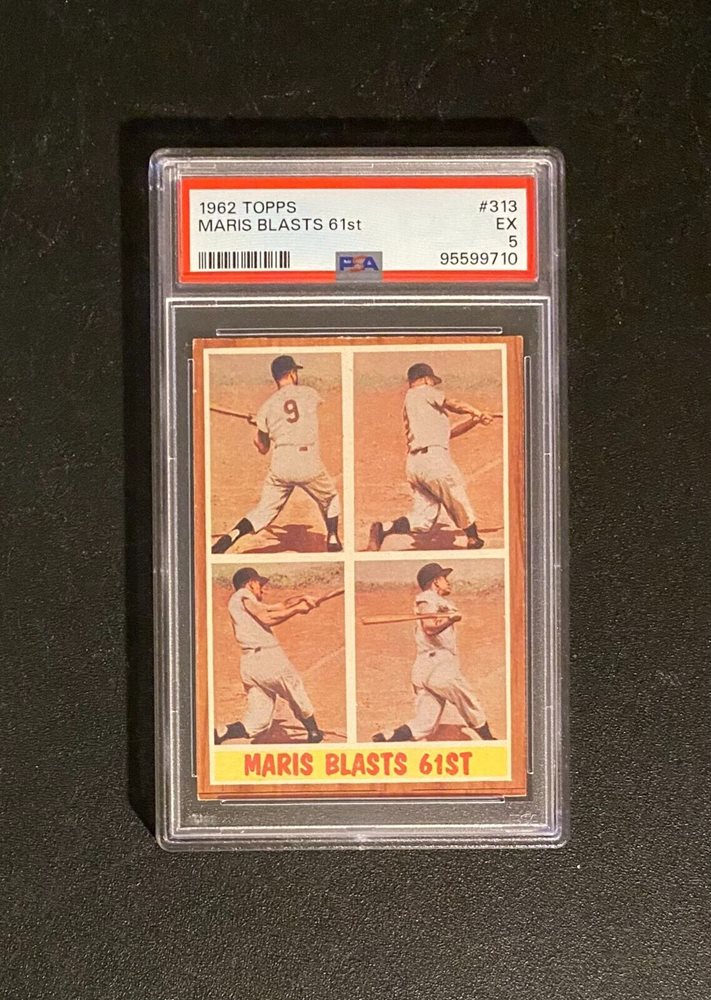 1962 TOPPS #313
MARIS BLASTS 61st EX
5
PSA 95599710
9
MARIS BLASTS 61ST